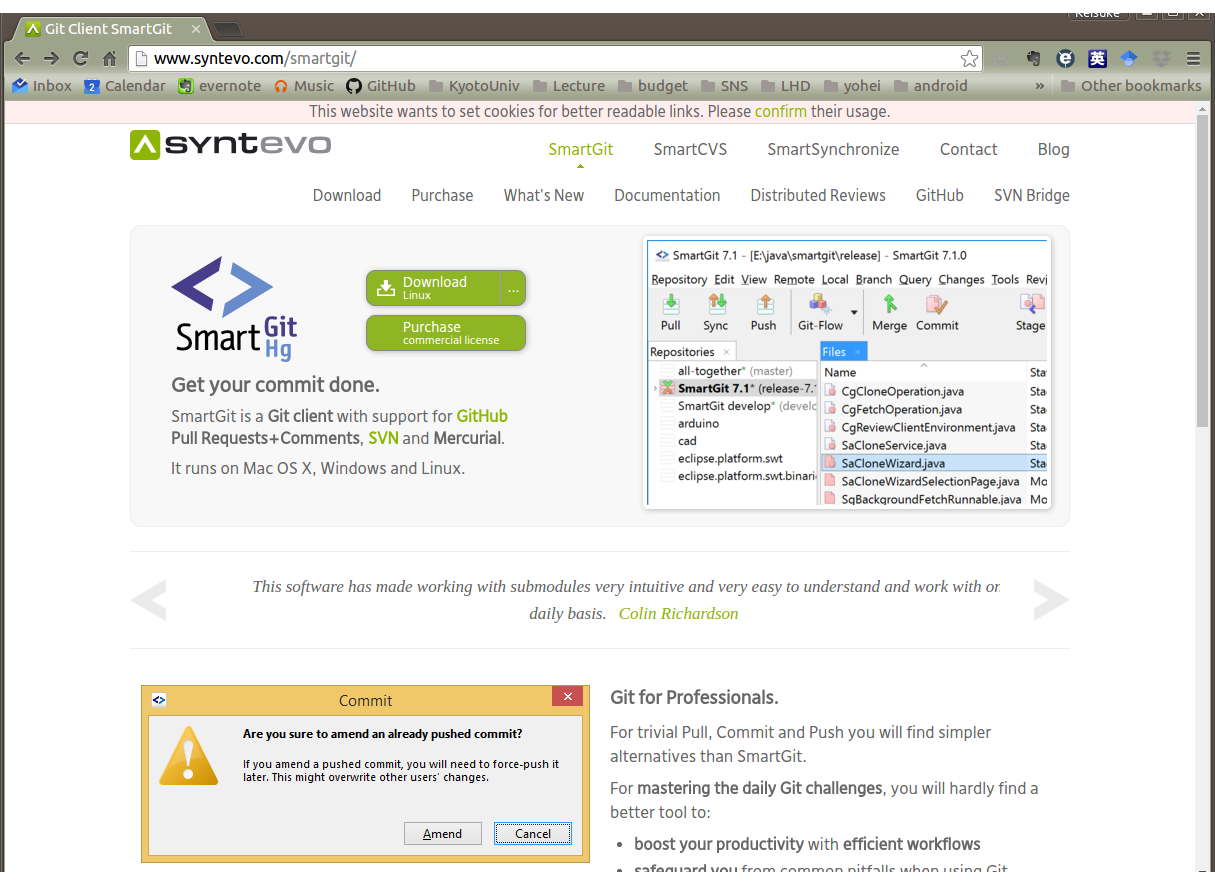 Keisuke
Git Client SmartGit
www.syntevo.com/smartgit/
英
Inbox 2 Calendar evernote Music GitHub KyotoUniv Lecture budget SNS LHD yohei android » Other bookmarks
This website wants to set cookies for better readable links. Please confirm their usage.
syntevo
SmartGit SmartCVS SmartSynchronize Contact Blog
Download Purchase What's New Documentation Distributed Reviews GitHub SVN Bridge
SmartGit
Hg
Download
Linux
...
Purchase
commercial license
Get your commit done.
SmartGit is a Git client with support for GitHub
Pull Requests+Comments, SVN and Mercurial.
It runs on Mac OS X, Windows and Linux.
SmartGit 7.1 - [E:\java\smartgit\release] - SmartGit 7.1.0
Repository Edit View Remote Local Branch Query Changes Tools Revi
Pull Sync Push Git-Flow Merge Commit Stage
Repositories
all-together* (master)
SmartGit 7.1* (release-7.1
SmartGit develop* (develo
arduino
cad
eclipse.platform.swt
eclipse.platform.swt.binari
Files
Name Sta
CgCloneOperation.java Sta
CgFetchOperation.java Sta
CgReviewClientEnvironment.java Sta
SaCloneService.java Sta
SaCloneWizard.java Sta
SaCloneWizardSelectionPage.java Mo
SgBackgroundFetchRunnable.java Mo
This software has made working with submodules very intuitive and very easy to understand and work with on
daily basis. Colin Richardson
Commit
Are you sure to amend an already pushed commit?
If you amend a pushed commit, you will need to force-push it
later. This might overwrite other users' changes.
Amend Cancel
Git for Professionals.
For trivial Pull, Commit and Push you will find simpler
alternatives than SmartGit.
For mastering the daily Git challenges, you will hardly find a
better tool to:
• boost your productivity with efficient workflows
• safeguard you from common pitfalls when using Git